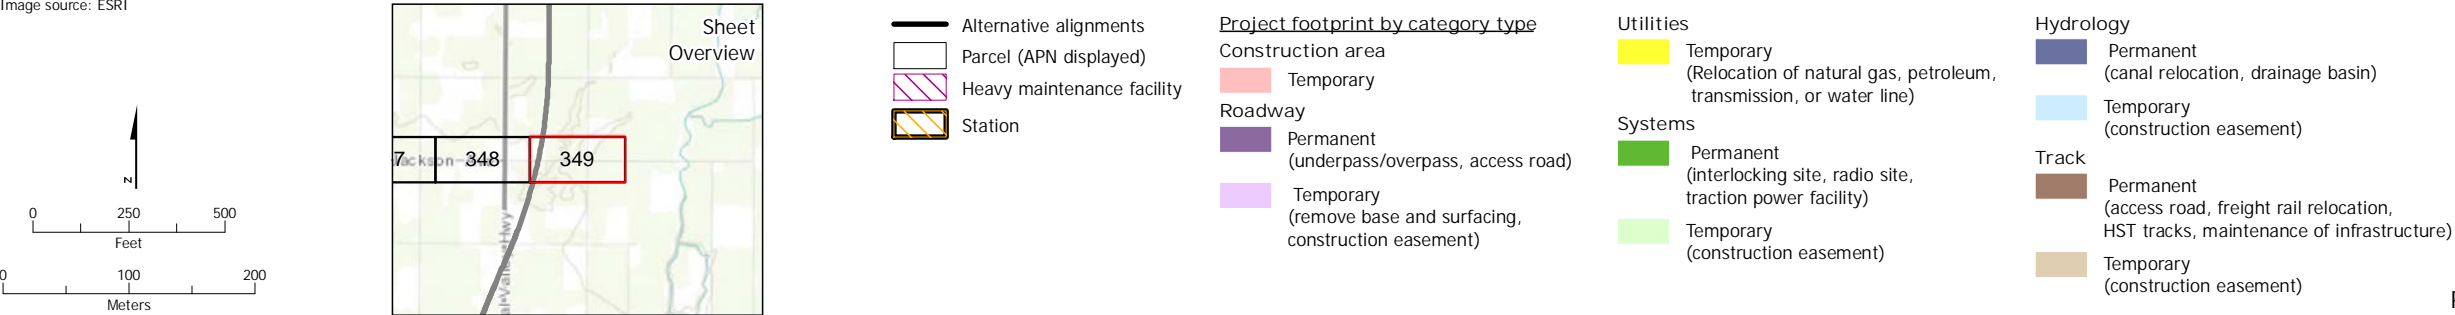 Image source: ESRI
N
0 250 500
Feet
0 100 200
Meters
Sheet
Overview
7
348
349
Alternative alignments
Parcel (APN displayed)
Heavy maintenance facility
Station
Project footprint by category type
Construction area
Temporary
Roadway
Permanent
(underpass/overpass, access road)
Temporary
(remove base and surfacing,
construction easement)
Utilities
Temporary
(Relocation of natural gas, petroleum,
transmission, or water line)
Systems
Permanent
(interlocking site, radio site,
traction power facility)
Temporary
(construction easement)
Hydrology
Permanent
(canal relocation, drainage basin)
Temporary
(construction easement)
Track
Permanent
(access road, freight rail relocation,
HST tracks, maintenance of infrastructure)
Temporary
(construction easement)